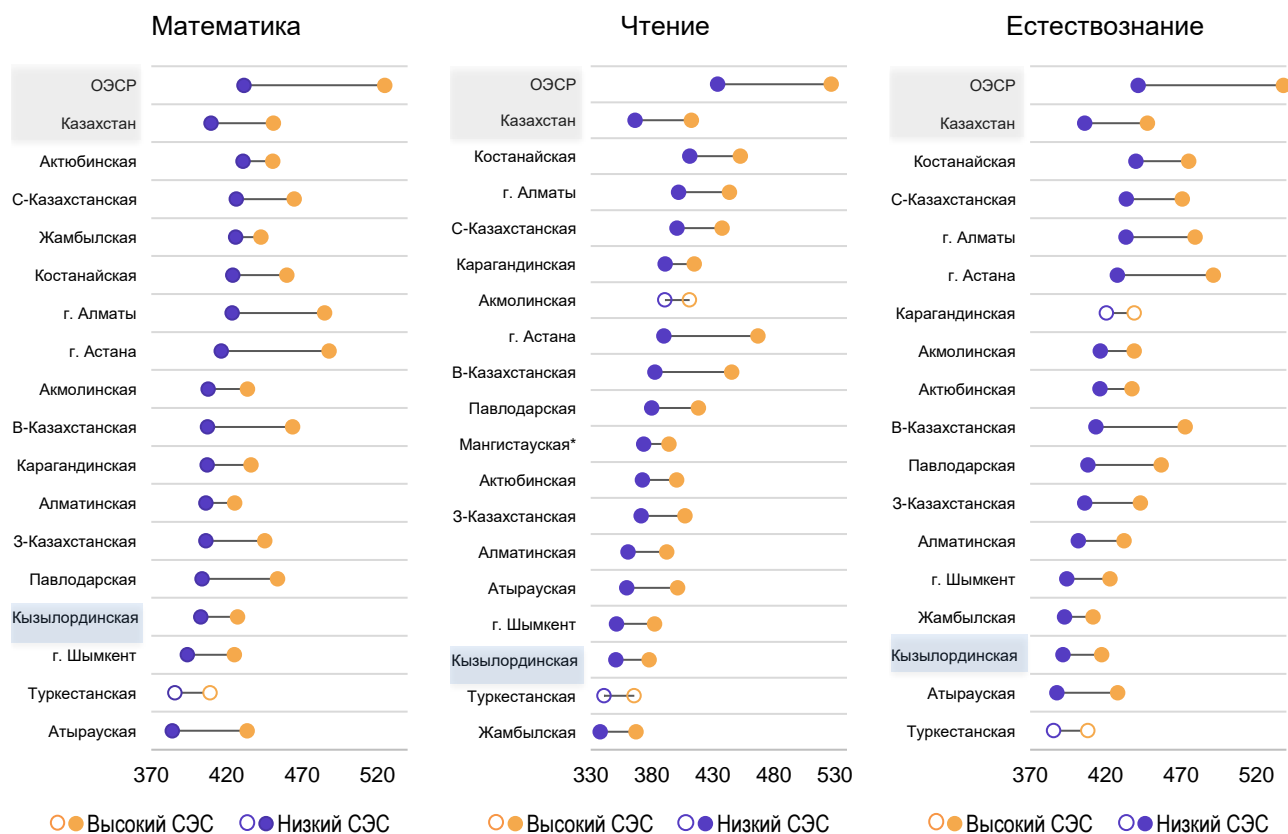 Математика
ОЭСР
Казахстан
Актюбинская
С-Казахстанская
Жамбылская
Костанайская
г. Алматы
г. Астана
Акмолинская
В-Казахстанская
Карагандинская
Алматинская
З-Казахстанская
Павлодарская
Кызылординская
г. Шымкент
Туркестанская
Атырауская
370 420 470 520
Высокий СЭС Низкий СЭС
Чтение
ОЭСР
Казахстан
Костанайская
г. Алматы
С-Казахстанская
Карагандинская
Акмолинская
г. Астана
В-Казахстанская
Павлодарская
Мангистауская*
Актюбинская
З-Казахстанская
Алматинская
Атырауская
г. Шымкент
Кызылординская
Туркестанская
Жамбылская
330 380 430 480 530
Высокий СЭС Низкий СЭС
Естествознание
ОЭСР
Казахстан
Костанайская
С-Казахстанская
г. Алматы
г. Астана
Карагандинская
Акмолинская
Актюбинская
В-Казахстанская
Павлодарская
З-Казахстанская
Алматинская
г. Шымкент
Жамбылская
Кызылординская
Атырауская
Туркестанская
370 420 470 520
Высокий СЭС Низкий СЭС